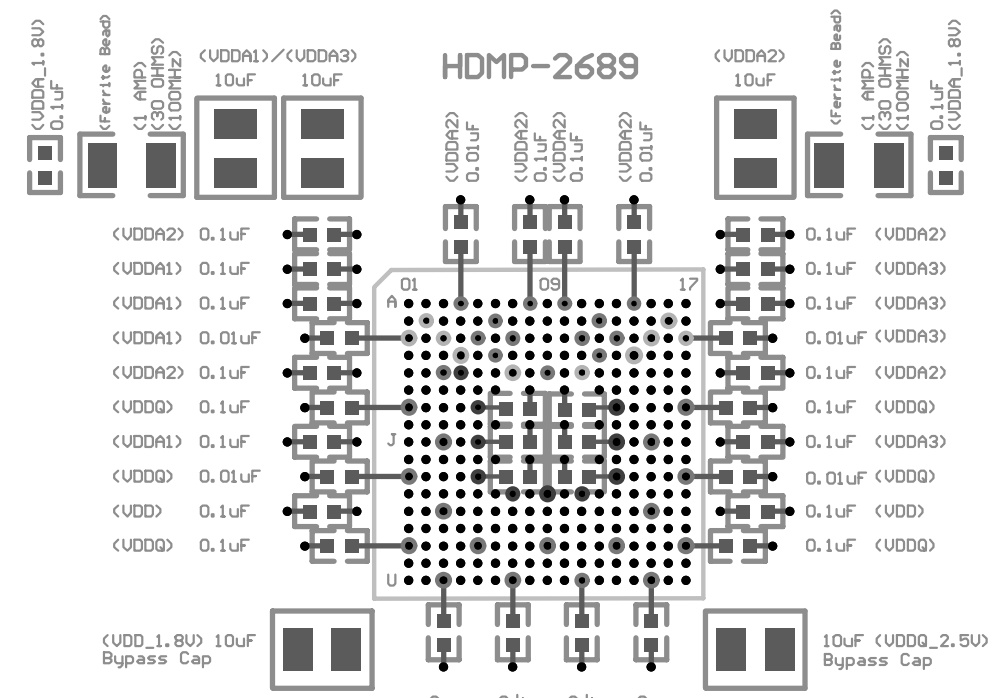 (VDDA_1.8V)
0.1uF
(Ferrite Bead)
(1 AMP)
(30 OHMS)
(100MHz)
(VDDA1)/(VDDA3)
10uF 10uF
HDMP-2689
(VDDA2)
10uF
(Ferrite Bead)
(1 AMP)
(30 OHMS)
(100MHz)
0.1uF
(VDDA_1.8V)
(VDDA2)
0.01uF
(VDDA2)
0.1uF
(VDDA2)
0.1uF
(VDDA2)
0.01uF
(VDDA2) 0.1uF 0.1uF (VDDA2)
(VDDA1) 0.1uF 0.1uF (VDDA3)
01 09 17
(VDDA1) 0.1uF A 0.1uF (VDDA3)
(VDDA1) 0.01uF 0.01uF (VDDA3)
(VDDA2) 0.1uF 0.1uF (VDDA2)
(VDDQ) 0.1uF 0.1uF (VDDQ)
(VDDA1) 0.1uF J 0.1uF (VDDA3)
(VDDQ) 0.01uF 0.01uF (VDDQ)
(VDD) 0.1uF 0.1uF (VDD)
(VDDQ) 0.1uF 0.1uF (VDDQ)
U
(VDD_1.8V) 10uF
Bypass Cap
10uF (VDDQ_2.5V)
Bypass Cap